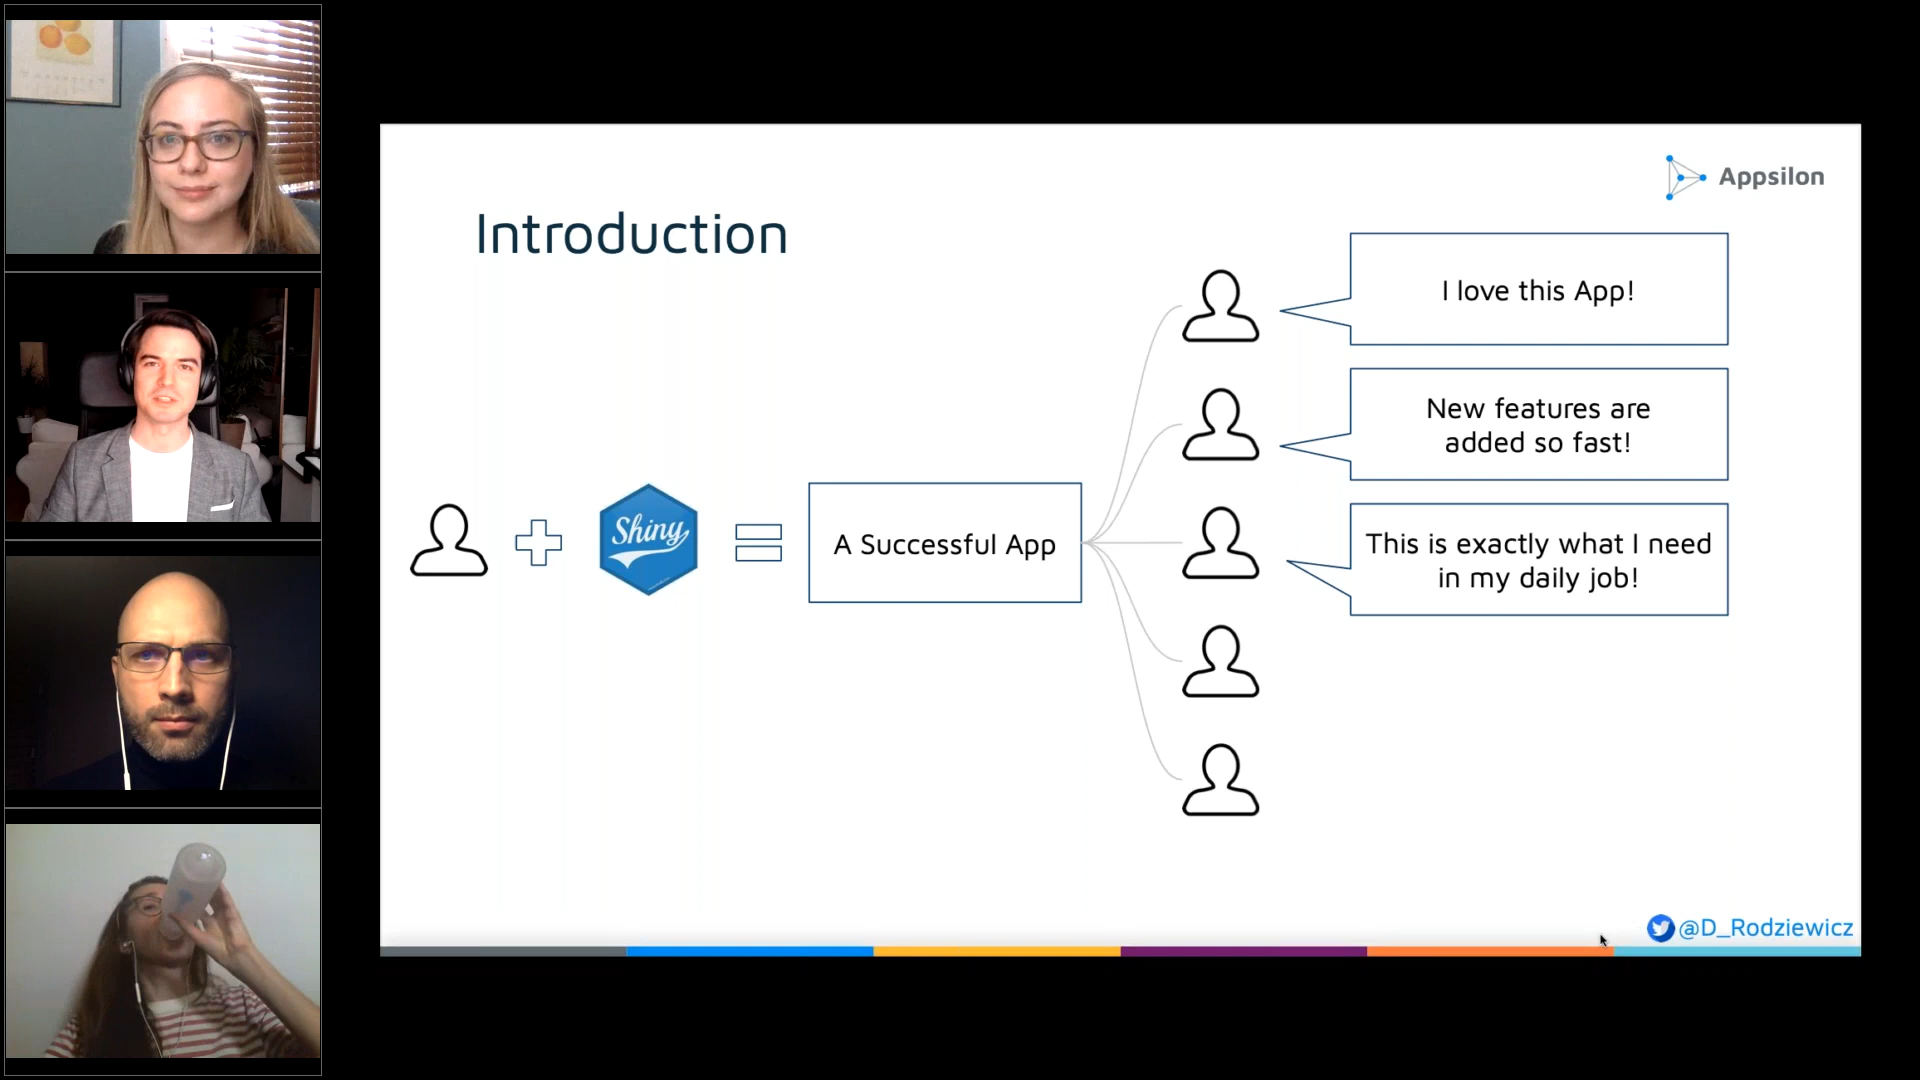 Appsilon
Introduction
I love this App!
New features are
added so fast!
Shiny
A Successful App
This is exactly what I need
in my daily job!
@D_Rodziewicz